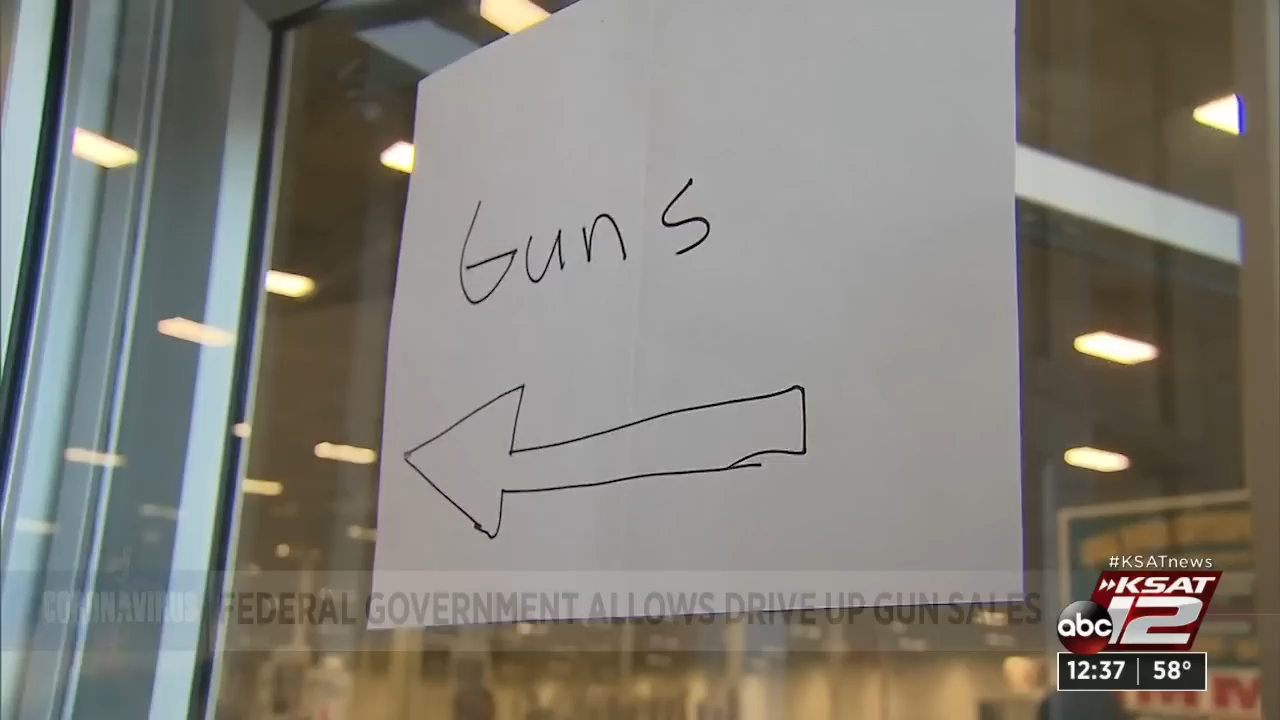 Guns
CORONAVIRUS FEDERAL GOVERNMENT ALLOWS DRIVE UP GUN SALES
#KSATnews
KSAT
abc 12
12:37 58°